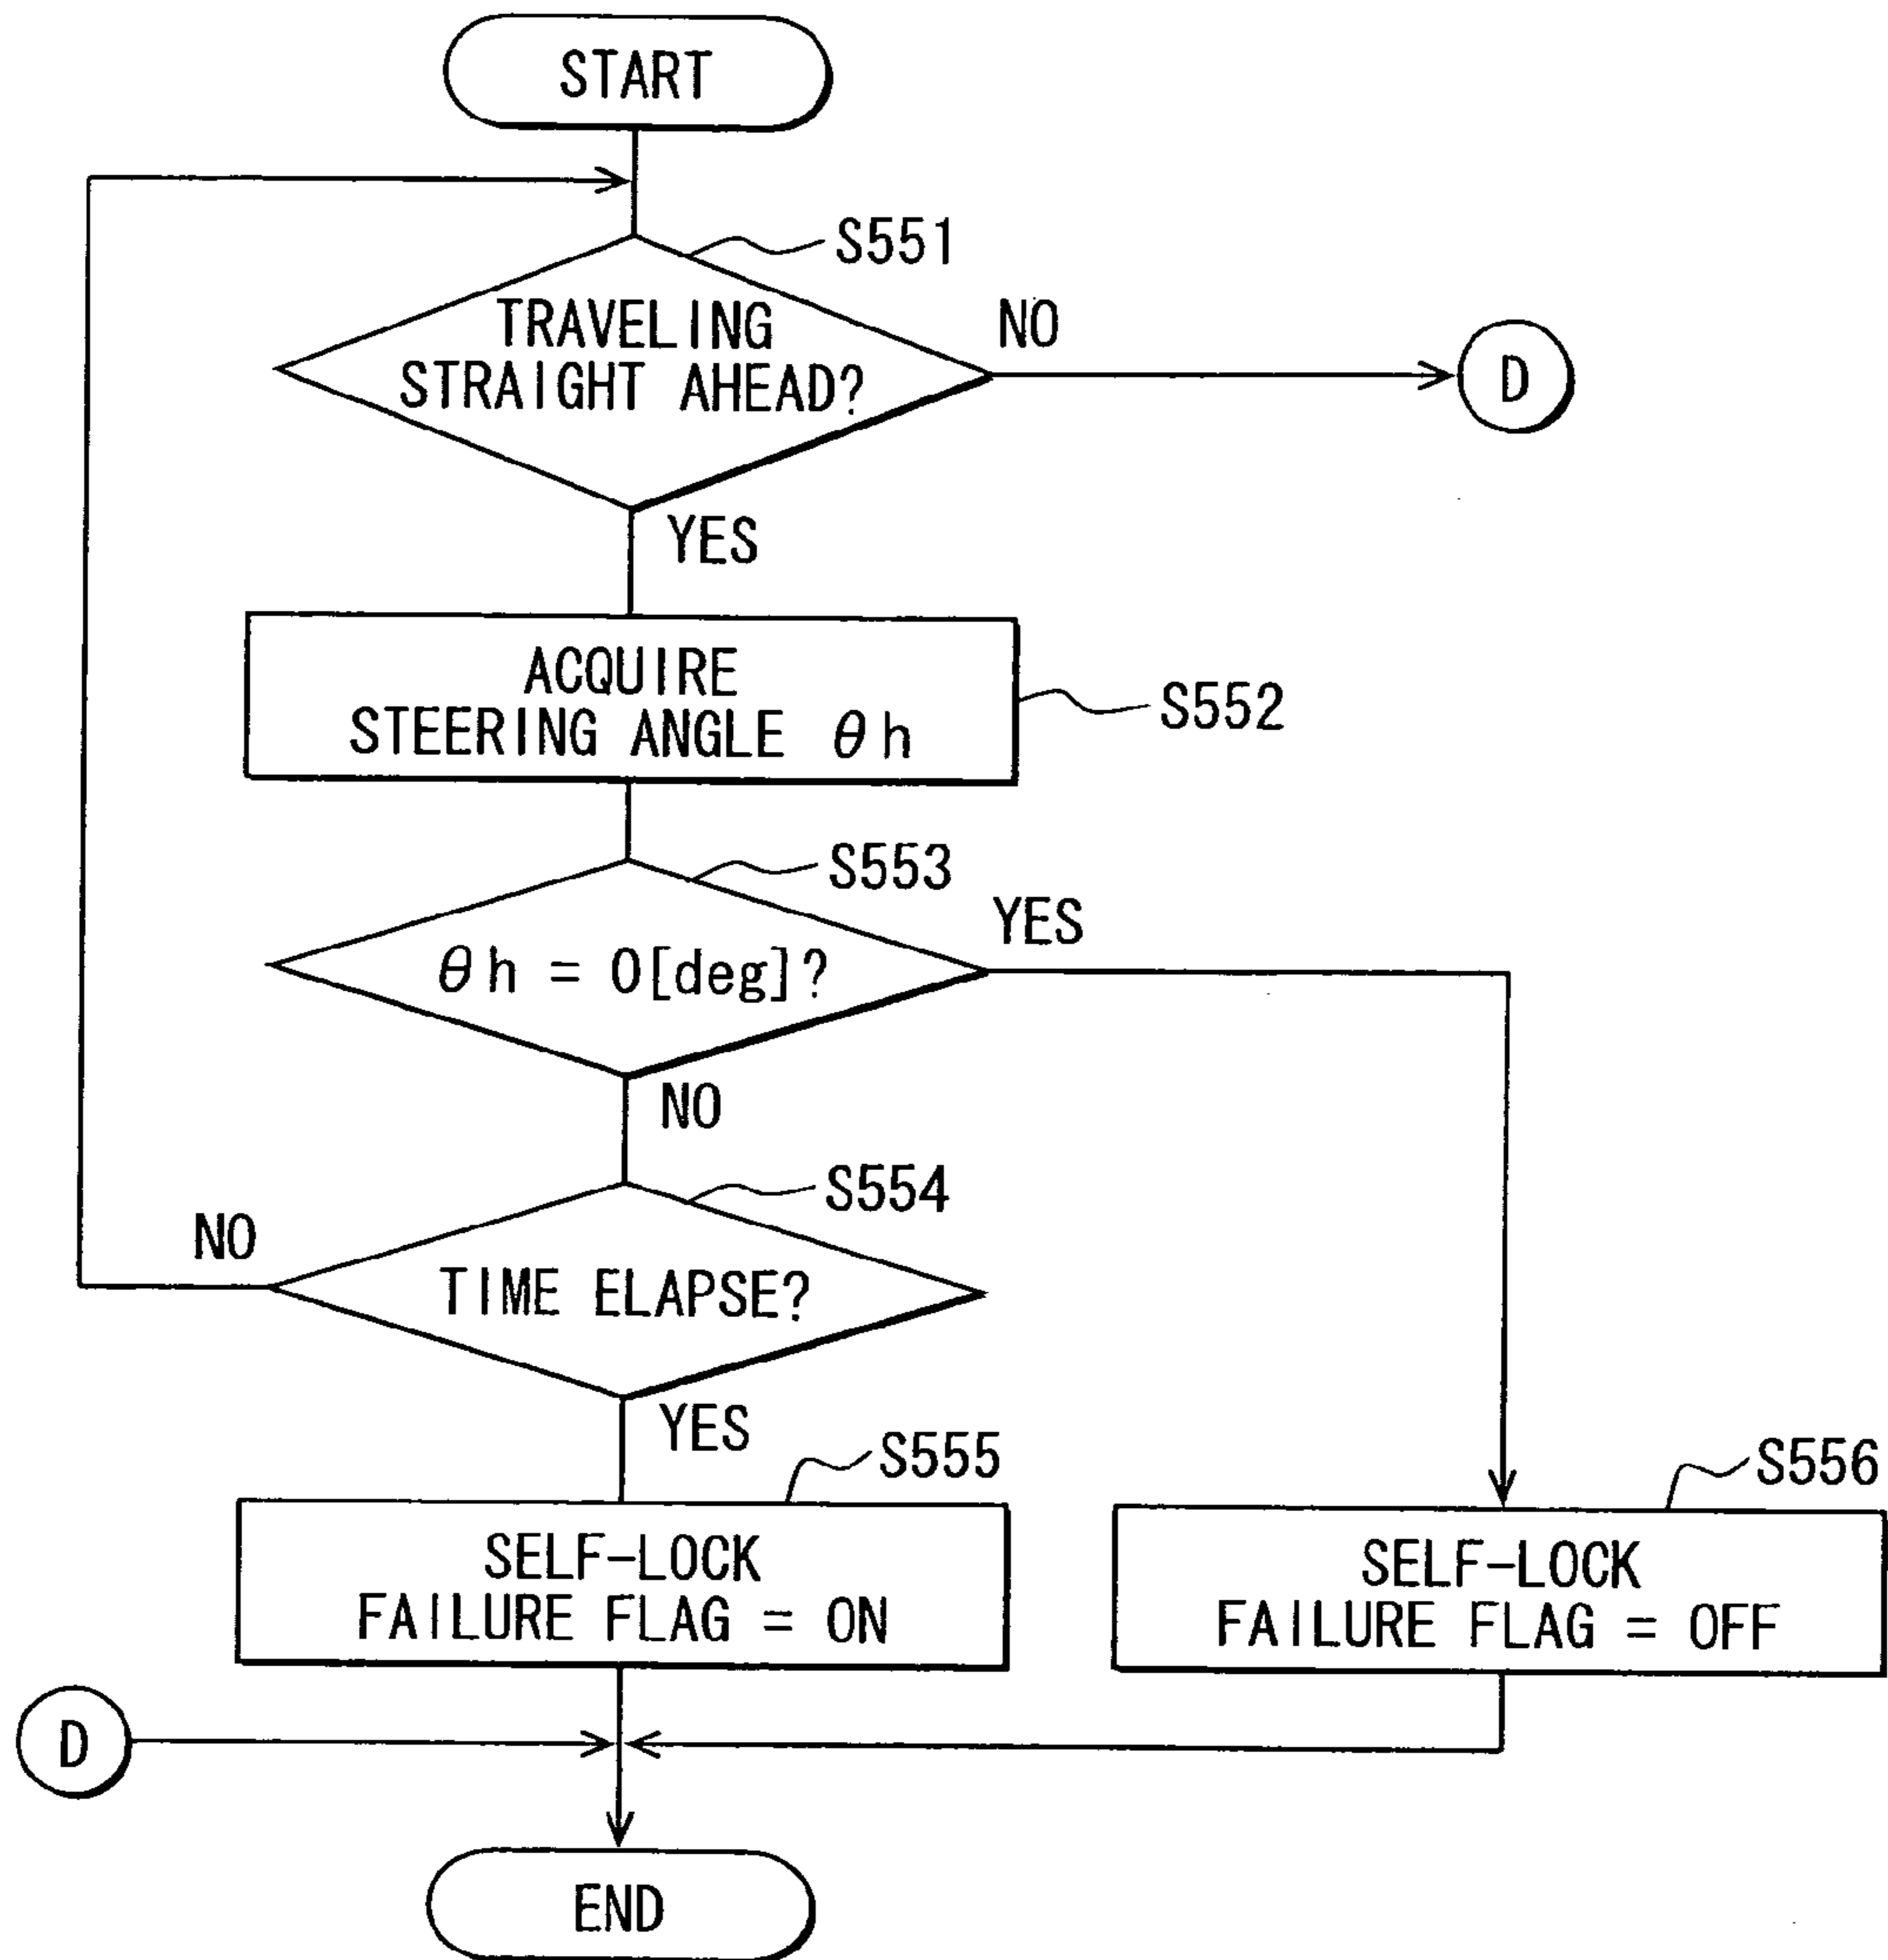 START
S551
TRAVELING
STRAIGHT AHEAD?
NO
D
YES
ACQUIRE
STEERING ANGLE θh
S552
S553
θh = 0[deg]?
YES
NO
S554
NO
TIME ELAPSE?
YES
S555
S556
SELF-LOCK
FAILURE FLAG = ON
SELF-LOCK
FAILURE FLAG = OFF
D
END